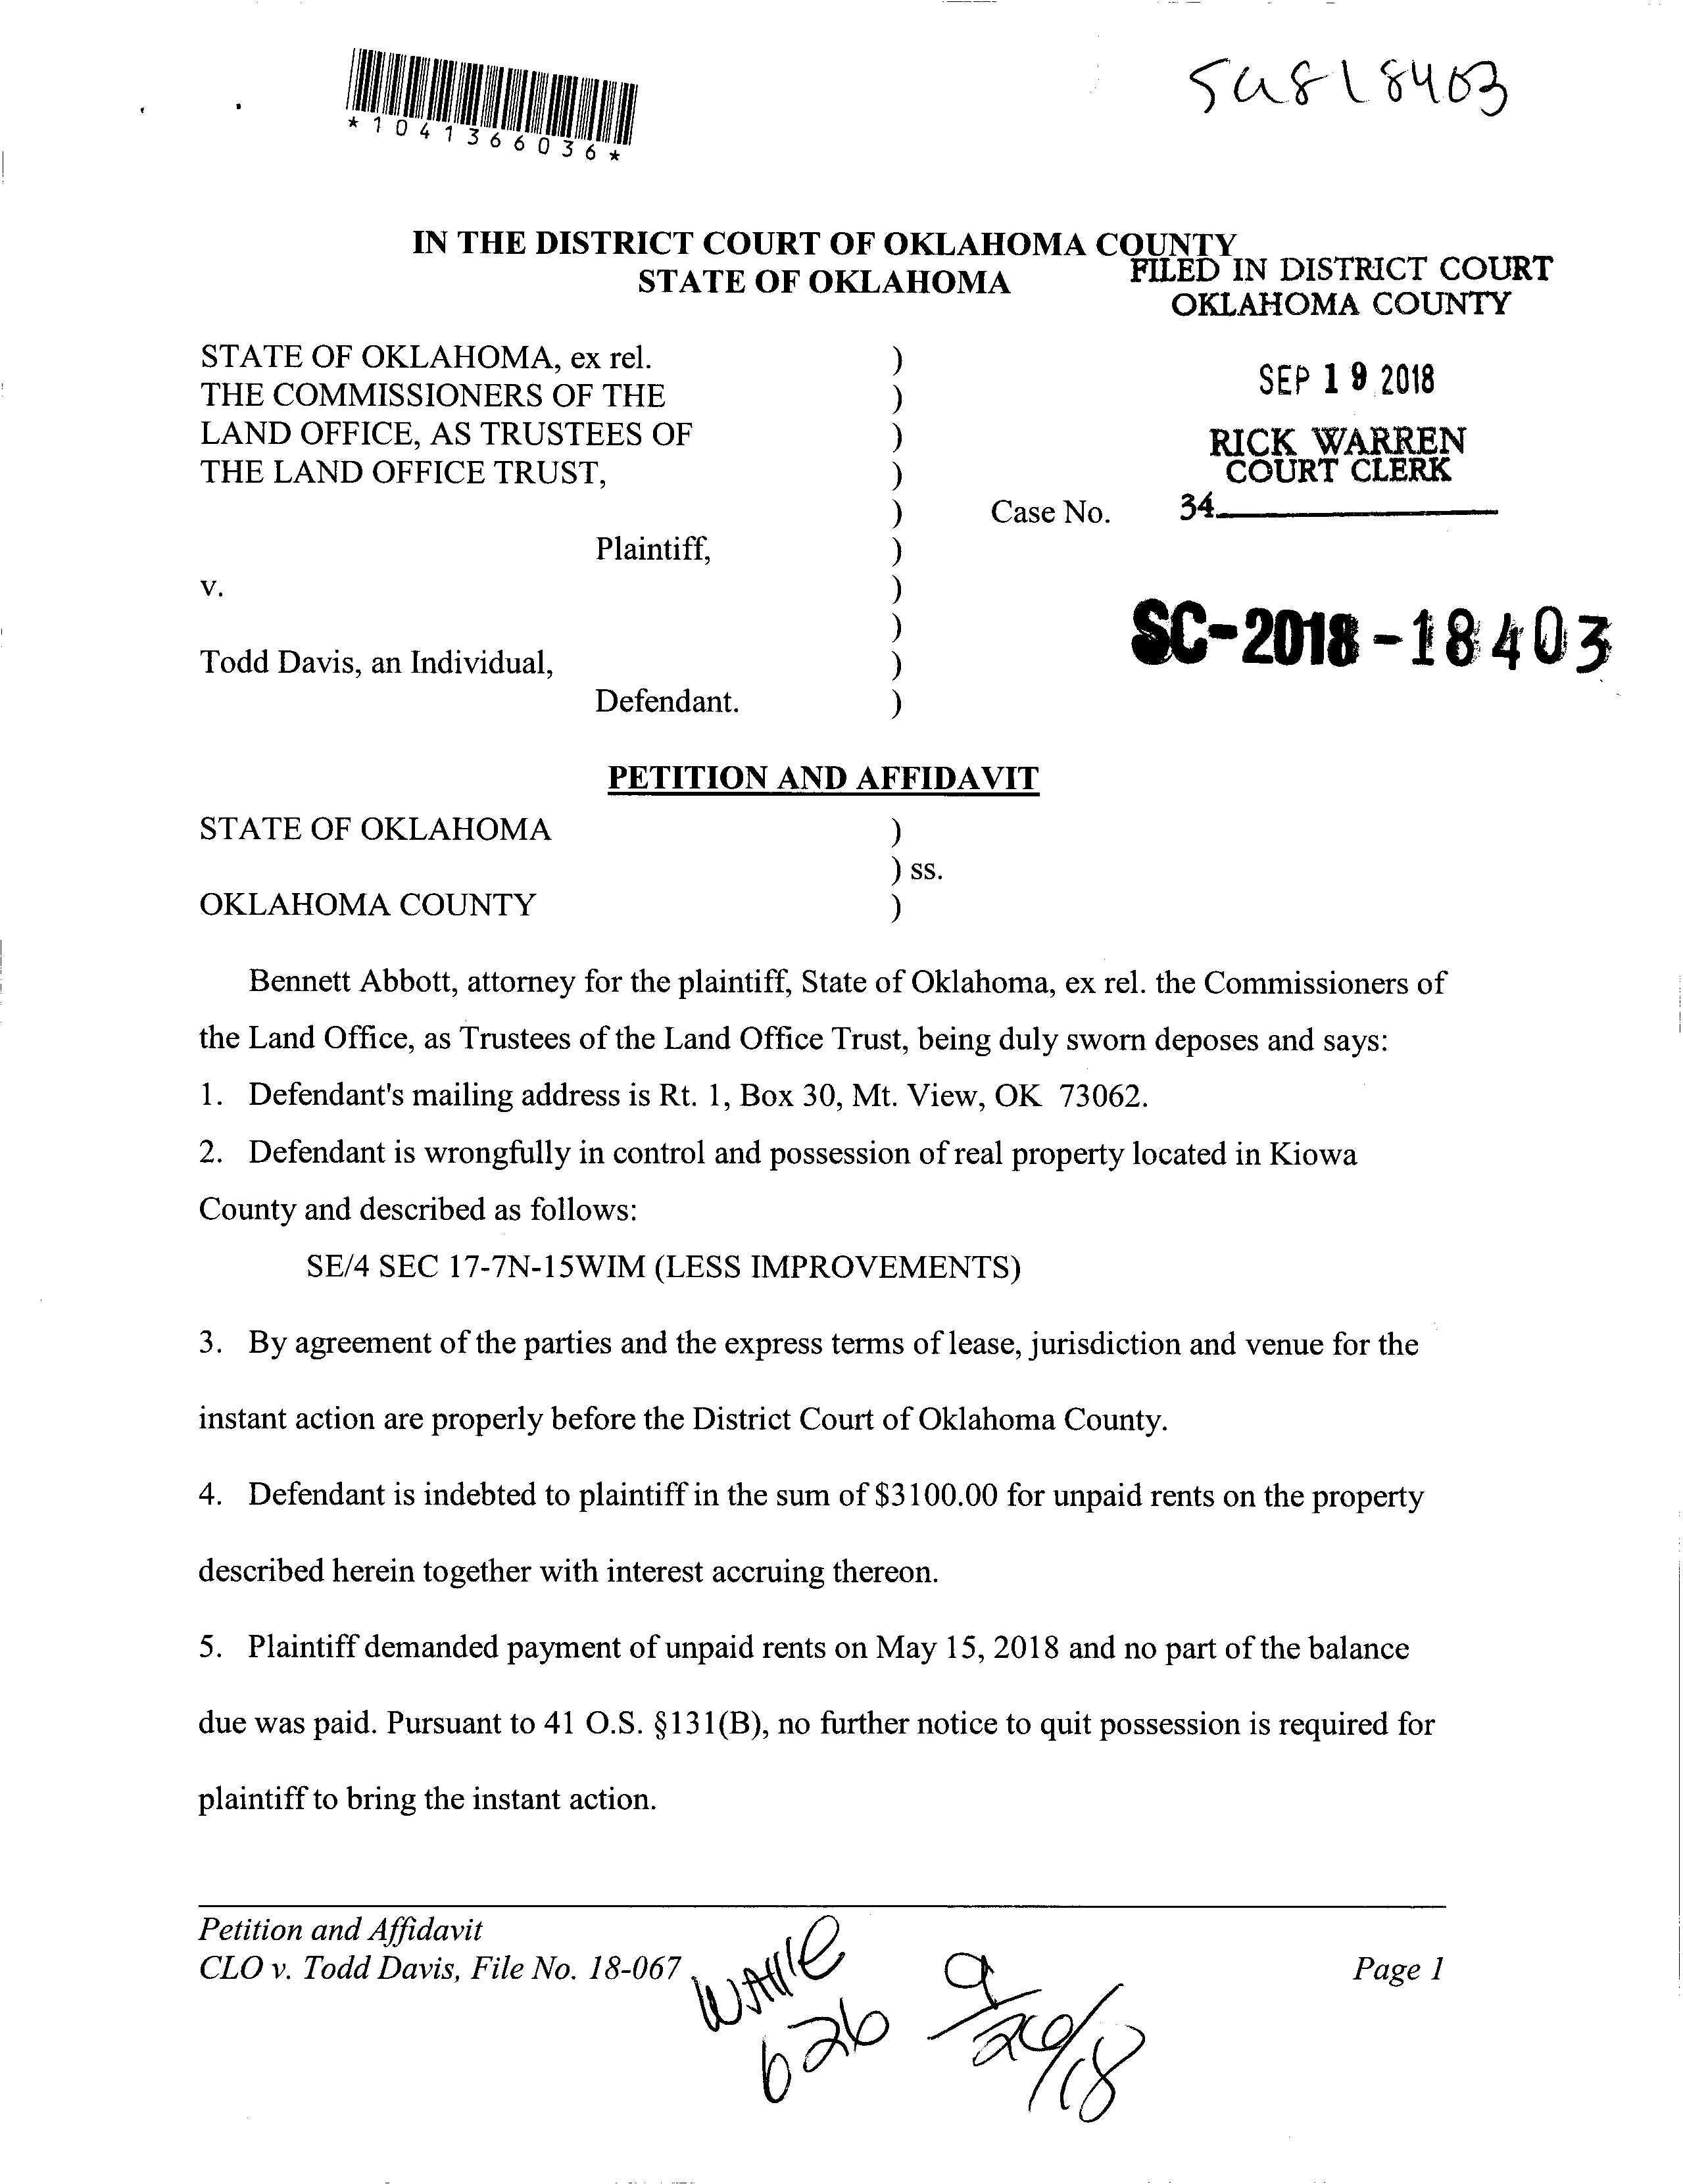 *1041366036*
IN THE DISTRICT COURT OF OKLAHOMA COUNTY
STATE OF OKLAHOMA
FILED IN DISTRICT COURT
OKLAHOMA COUNTY
SEP 19 2018
RICK WARREN
COURT CLERK
34
STATE OF OKLAHOMA, ex rel. )
THE COMMISSIONERS OF THE )
LAND OFFICE, AS TRUSTEES OF )
THE LAND OFFICE TRUST, )
) Case No.
Plaintiff, )
v. )
)
SC-2018-18403
Todd Davis, an Individual, )
Defendant. )
PETITION AND AFFIDAVIT
STATE OF OKLAHOMA )
) ss.
OKLAHOMA COUNTY )
Bennett Abbott, attorney for the plaintiff, State of Oklahoma, ex rel. the Commissioners of
the Land Office, as Trustees of the Land Office Trust, being duly sworn deposes and says:
1. Defendant's mailing address is Rt. 1, Box 30, Mt. View, OK 73062.
2. Defendant is wrongfully in control and possession of real property located in Kiowa
County and described as follows:
SE/4 SEC 17-7N-15WIM (LESS IMPROVEMENTS)
3. By agreement of the parties and the express terms of lease, jurisdiction and venue for the
instant action are properly before the District Court of Oklahoma County.
4. Defendant is indebted to plaintiff in the sum of $3100.00 for unpaid rents on the property
described herein together with interest accruing thereon.
5. Plaintiff demanded payment of unpaid rents on May 15, 2018 and no part of the balance
due was paid. Pursuant to 41 O.S. §131(B), no further notice to quit possession is required for
plaintiff to bring the instant action.
Petition and Affidavit
CLO v. Todd Davis, File No. 18-067
Page 1
626